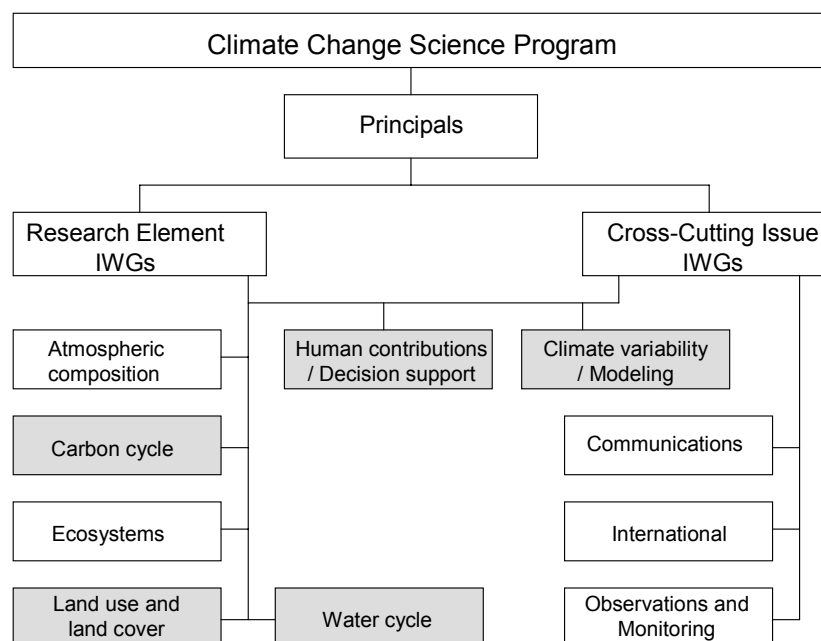 Climate Change Science Program
Principals
Research Element
IWGs
Cross-Cutting Issue
IWGs
Atmospheric
composition
Human contributions
/ Decision support
Climate variability
/ Modeling
Carbon cycle
Communications
Ecosystems
International
Land use and
land cover
Water cycle
Observations and
Monitoring